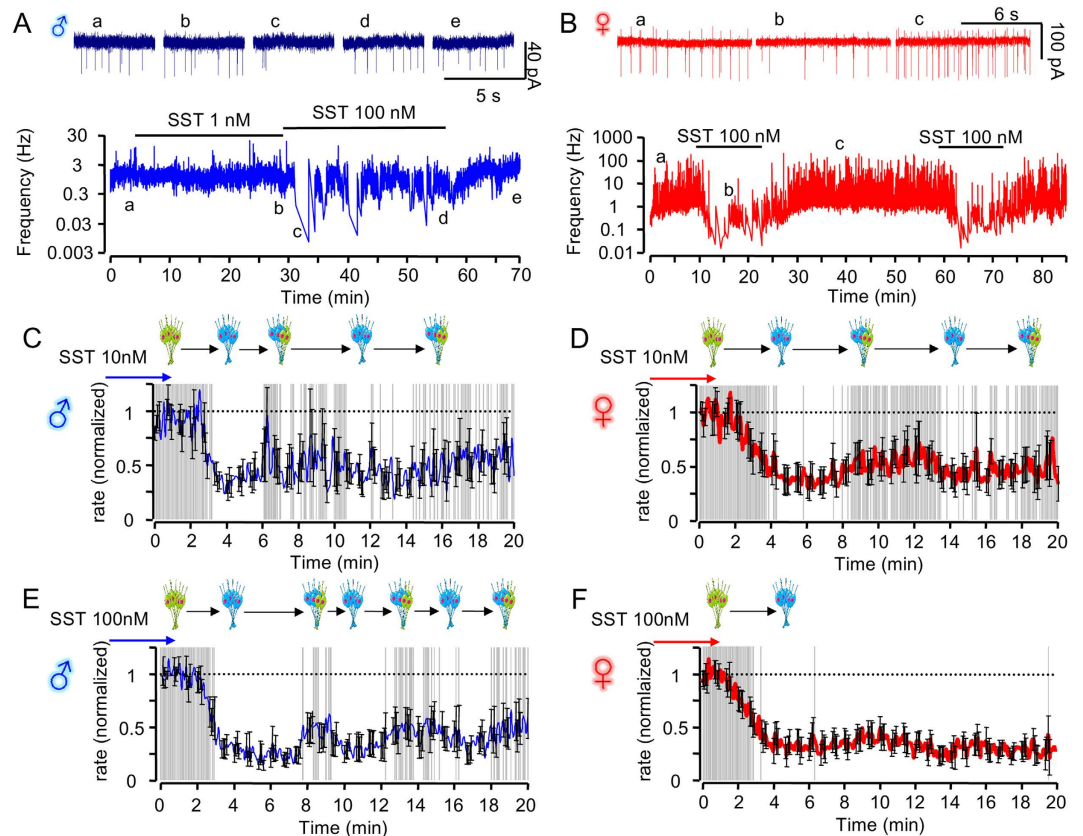 A ♂ a b c d e
40 pA
5 s
SST 1 nM SST 100 nM
Frequency (Hz)
30
3
0.3
0.03
0.003
a b c d e
0 10 20 30 40 50 60 70
Time (min)
B ♀ a b c 6 s
100 pA
SST 100 nM SST 100 nM
Frequency (Hz)
1000
100
10
1
0.1
0.01
a b c
0 10 20 30 40 50 60 70 80
Time (min)
C
SST 10nM
♂
rate (normalized)
1
0.5
0
0 2 4 6 8 10 12 14 16 18 20
Time (min)
D
SST 10nM
♀
rate (normlaized)
1
0.5
0
0 2 4 6 8 10 12 14 16 18 20
Time (min)
E
SST 100nM
♂
rate (normalized)
1
0.5
0
0 2 4 6 8 10 12 14 16 18 20
Time (min)
F
SST 100nM
♀
rate (normalized)
1
0.5
0
0 2 4 6 8 10 12 14 16 18 20
Time (min)